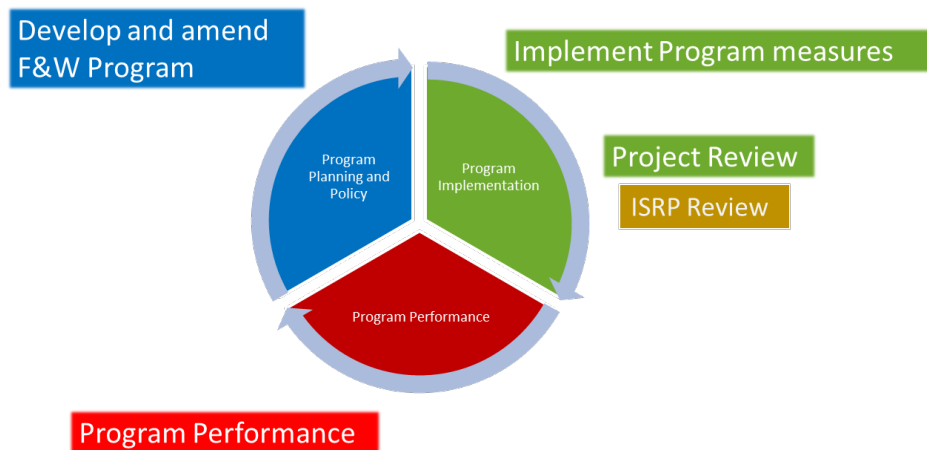 Develop and amend
F&W Program
Implement Program measures
Program
Planning and
Policy
Program
Implementation
Project Review
ISRP Review
Program Performance
Program Performance